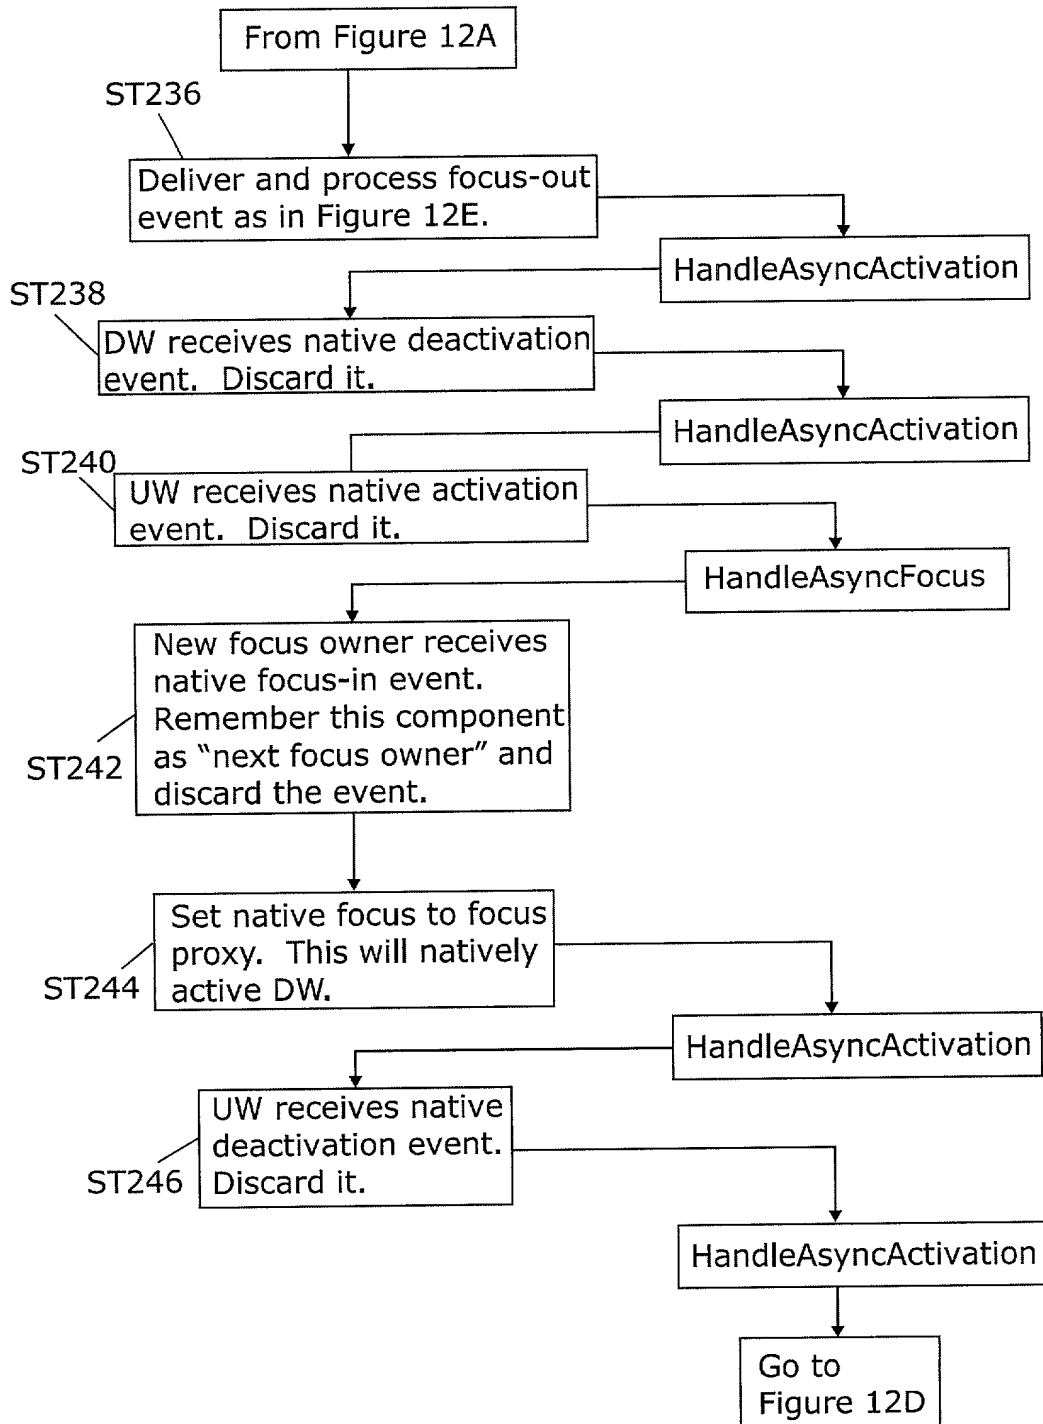 From Figure 12A
ST236
Deliver and process focus-out
event as in Figure 12E.
HandleAsyncActivation
ST238
DW receives native deactivation
event. Discard it.
HandleAsyncActivation
ST240
UW receives native activation
event. Discard it.
HandleAsyncFocus
New focus owner receives
native focus-in event.
Remember this component
as “next focus owner” and
discard the event.
ST242
Set native focus to focus
proxy. This will natively
active DW.
ST244
HandleAsyncActivation
UW receives native
deactivation event.
Discard it.
ST246
HandleAsyncActivation
Go to
Figure 12D